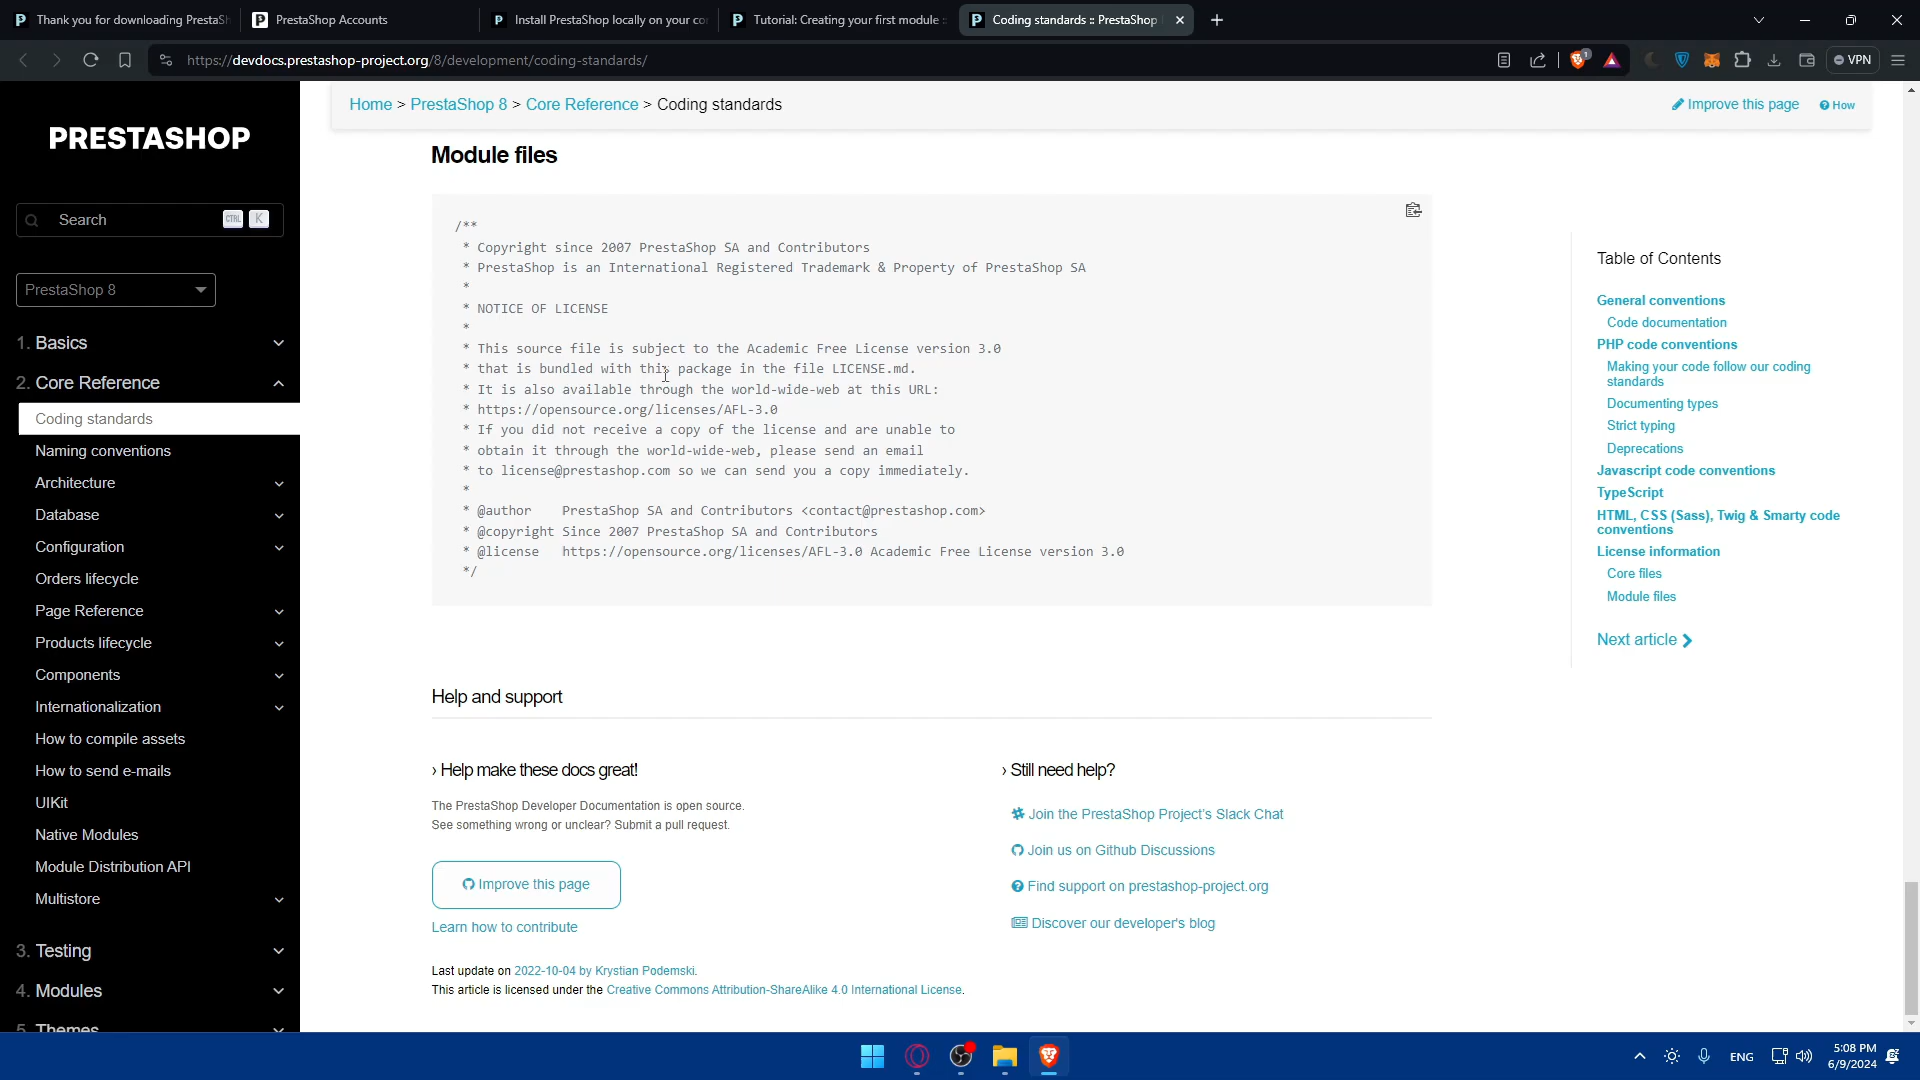 Thank you for downloading PrestaSh
PrestaShop Accounts
Install PrestaShop locally on your cor
Tutorial: Creating your first module ::
Coding standards :: PrestaShop
https://devdocs.prestashop-project.org/8/development/coding-standards/
1
VPN
PRESTASHOP
Search
CTRL K
PrestaShop 8
1. Basics
2. Core Reference
Coding standards
Naming conventions
Architecture
Database
Configuration
Orders lifecycle
Page Reference
Products lifecycle
Components
Internationalization
How to compile assets
How to send e-mails
UIKit
Native Modules
Module Distribution API
Multistore
3. Testing
4. Modules
5. Themes
Home > PrestaShop 8 > Core Reference > Coding standards
Improve this page
How
Module files
/**
* Copyright since 2007 PrestaShop SA and Contributors
* PrestaShop is an International Registered Trademark & Property of PrestaShop SA
*
* NOTICE OF LICENSE
*
* This source file is subject to the Academic Free License version 3.0
* that is bundled with this package in the file LICENSE.md.
* It is also available through the world-wide-web at this URL:
* https://opensource.org/licenses/AFL-3.0
* If you did not receive a copy of the license and are unable to
* obtain it through the world-wide-web, please send an email
* to license@prestashop.com so we can send you a copy immediately.
*
* @author PrestaShop SA and Contributors <contact@prestashop.com>
* @copyright Since 2007 PrestaShop SA and Contributors
* @license https://opensource.org/licenses/AFL-3.0 Academic Free License version 3.0
*/
Help and support
› Help make these docs great!
The PrestaShop Developer Documentation is open source.
See something wrong or unclear? Submit a pull request.
Improve this page
Learn how to contribute
› Still need help?
Join the PrestaShop Project's Slack Chat
Join us on Github Discussions
Find support on prestashop-project.org
Discover our developer's blog
Last update on 2022-10-04 by Krystian Podemski.
This article is licensed under the Creative Commons Attribution-ShareAlike 4.0 International License.
Table of Contents
General conventions
Code documentation
PHP code conventions
Making your code follow our coding
standards
Documenting types
Strict typing
Deprecations
Javascript code conventions
TypeScript
HTML, CSS (Sass), Twig & Smarty code
conventions
License information
Core files
Module files
Next article
ENG
5:08 PM
6/9/2024